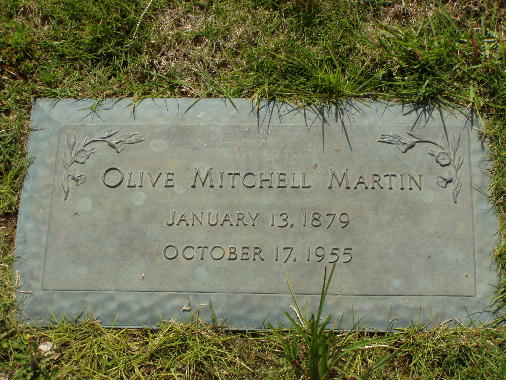 OLIVE MITCHELL MARTIN
JANUARY 13, 1879
OCTOBER 17, 1955